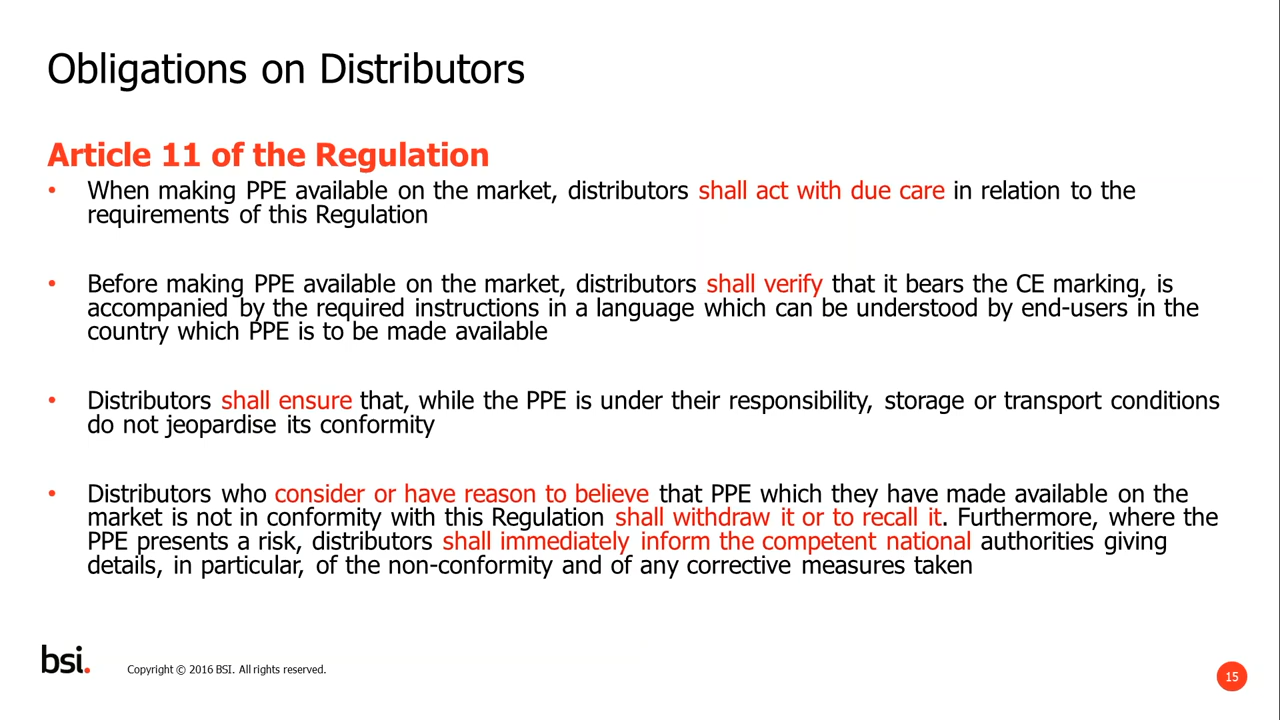 Obligations on Distributors
Article 11 of the Regulation
• When making PPE available on the market, distributors shall act with due care in relation to the
requirements of this Regulation
• Before making PPE available on the market, distributors shall verify that it bears the CE marking, is
accompanied by the required instructions in a language which can be understood by end-users in the
country which PPE is to be made available
• Distributors shall ensure that, while the PPE is under their responsibility, storage or transport conditions
do not jeopardise its conformity
• Distributors who consider or have reason to believe that PPE which they have made available on the
market is not in conformity with this Regulation shall withdraw it or to recall it. Furthermore, where the
PPE presents a risk, distributors shall immediately inform the competent national authorities giving
details, in particular, of the non-conformity and of any corrective measures taken
bsi.
Copyright © 2016 BSI. All rights reserved.
15